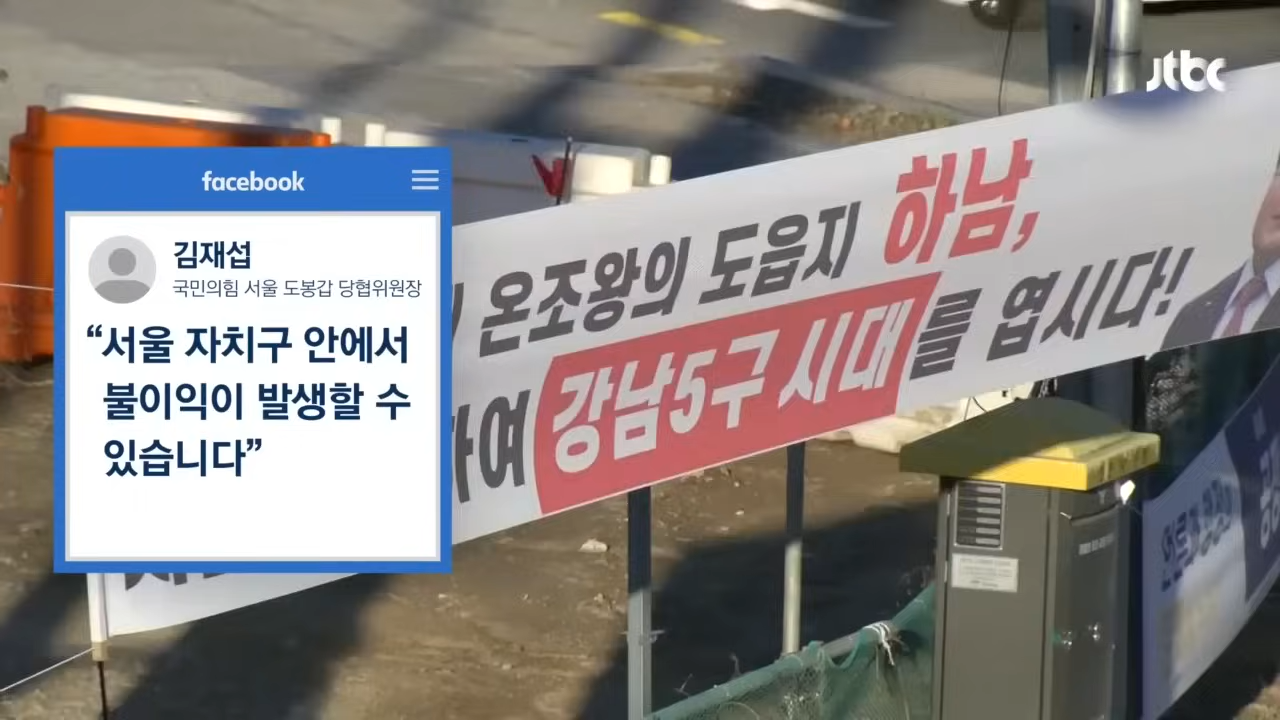 jtbc
facebook
김재섭
국민의힘 서울 도봉갑 당협위원장
“서울 자치구 안에서
불이익이 발생할 수
있습니다”
온조왕의 도읍지 하남,
하여 강남5구 시대를 엽시다!